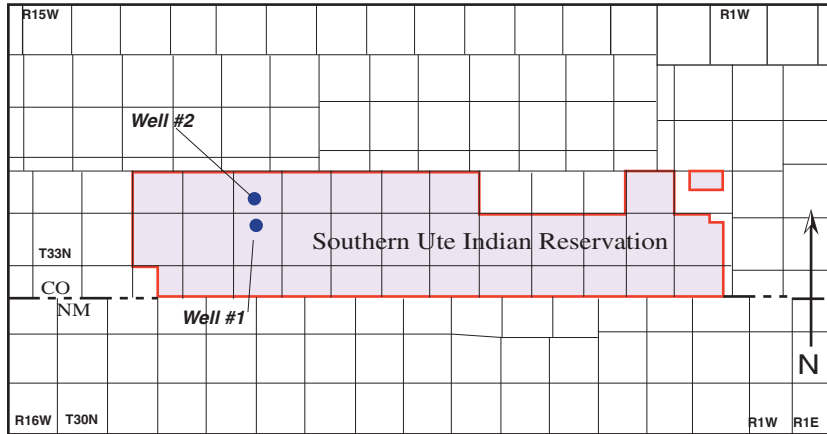 R15W
R1W
Well #2
Southern Ute Indian Reservation
T33N
CO
NM
Well #1
N
R16W
T30N
R1W
R1E